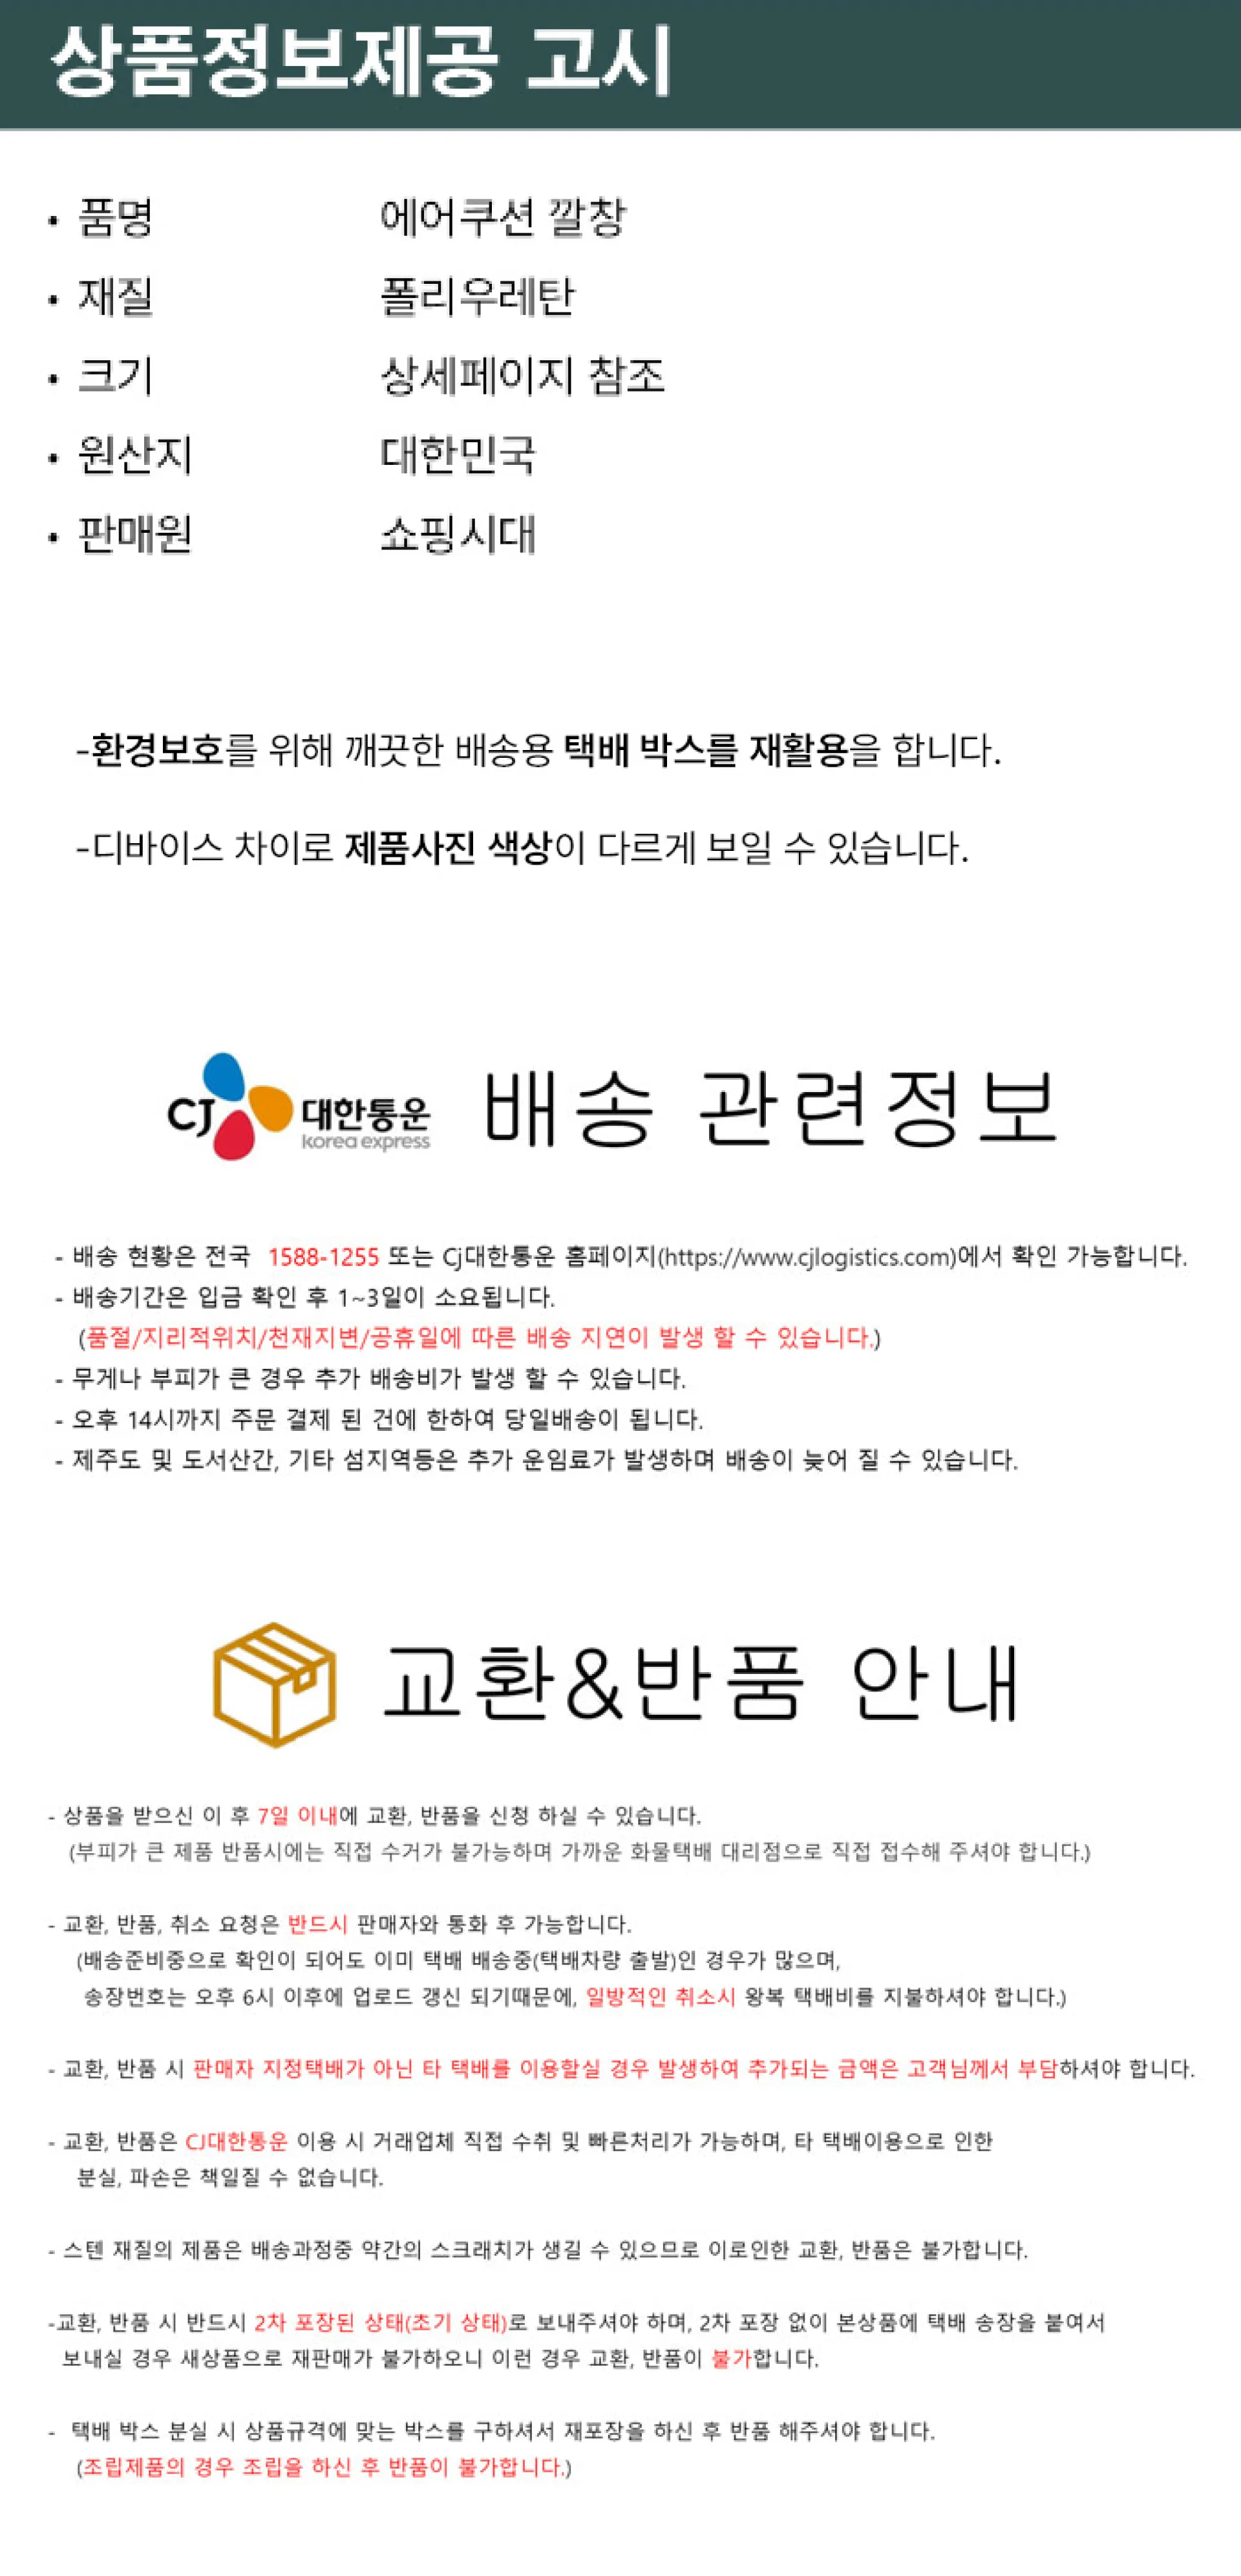 상품정보제공 고시
• 품명 에어쿠션 깔창
• 재질 폴리우레탄
• 크기 상세페이지 참조
• 원산지 대한민국
• 판매원 쇼핑시대
-환경보호를 위해 깨끗한 배송용 택배 박스를 재활용을 합니다.
-디바이스 차이로 제품사진 색상이 다르게 보일 수 있습니다.
CJ 대한통운 korea express 배송 관련정보
- 배송 현황은 전국 1588-1255 또는 Cj대한통운 홈페이지(https://www.cjlogistics.com)에서 확인 가능합니다.
- 배송기간은 입금 확인 후 1~3일이 소요됩니다.
(품절/지리적위치/천재지변/공휴일에 따른 배송 지연이 발생 할 수 있습니다.)
- 무게나 부피가 큰 경우 추가 배송비가 발생 할 수 있습니다.
- 오후 14시까지 주문 결제 된 건에 한하여 당일배송이 됩니다.
- 제주도 및 도서산간, 기타 섬지역등은 추가 운임료가 발생하며 배송이 늦어 질 수 있습니다.
교환&반품 안내
- 상품을 받으신 이 후 7일 이내에 교환, 반품을 신청 하실 수 있습니다.
(부피가 큰 제품 반품시에는 직접 수거가 불가능하며 가까운 화물택배 대리점으로 직접 접수해 주셔야 합니다.)
- 교환, 반품, 취소 요청은 반드시 판매자와 통화 후 가능합니다.
(배송준비중으로 확인이 되어도 이미 택배 배송중(택배차량 출발)인 경우가 많으며,
송장번호는 오후 6시 이후에 업로드 갱신 되기때문에, 일방적인 취소시 왕복 택배비를 지불하셔야 합니다.)
- 교환, 반품 시 판매자 지정택배가 아닌 타 택배를 이용할실 경우 발생하여 추가되는 금액은 고객님께서 부담하셔야 합니다.
- 교환, 반품은 CJ대한통운 이용 시 거래업체 직접 수취 및 빠른처리가 가능하며, 타 택배이용으로 인한
분실, 파손은 책일질 수 없습니다.
- 스텐 재질의 제품은 배송과정중 약간의 스크래치가 생길 수 있으므로 이로인한 교환, 반품은 불가합니다.
-교환, 반품 시 반드시 2차 포장된 상태(초기 상태)로 보내주셔야 하며, 2차 포장 없이 본상품에 택배 송장을 붙여서
보내실 경우 새상품으로 재판매가 불가하오니 이런 경우 교환, 반품이 불가합니다.
- 택배 박스 분실 시 상품규격에 맞는 박스를 구하셔서 재포장을 하신 후 반품 해주셔야 합니다.
(조립제품의 경우 조립을 하신 후 반품이 불가합니다.)